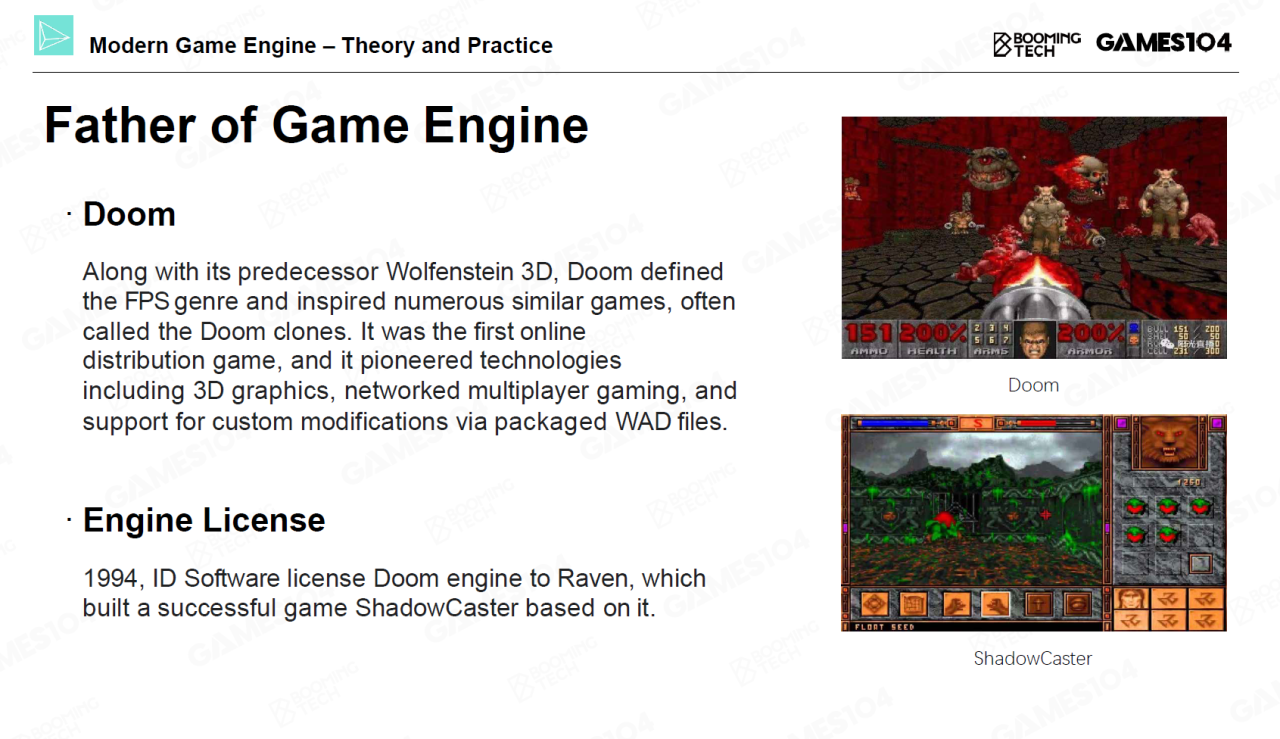 Modern Game Engine – Theory and Practice
BOOMING
TECH
GAMES104
Father of Game Engine
· Doom
Along with its predecessor Wolfenstein 3D, Doom defined
the FPS genre and inspired numerous similar games, often
called the Doom clones. It was the first online
distribution game, and it pioneered technologies
including 3D graphics, networked multiplayer gaming, and
support for custom modifications via packaged WAD files.
· Engine License
1994, ID Software license Doom engine to Raven, which
built a successful game ShadowCaster based on it.
151 200% 2 3 4 200% BULL 151 / 200
5 6 7 50 / 50
AMMO HEALTH ARMS ARMOR CELL 231 / 300
Doom
S
1250
FLOAT SEED
ShadowCaster